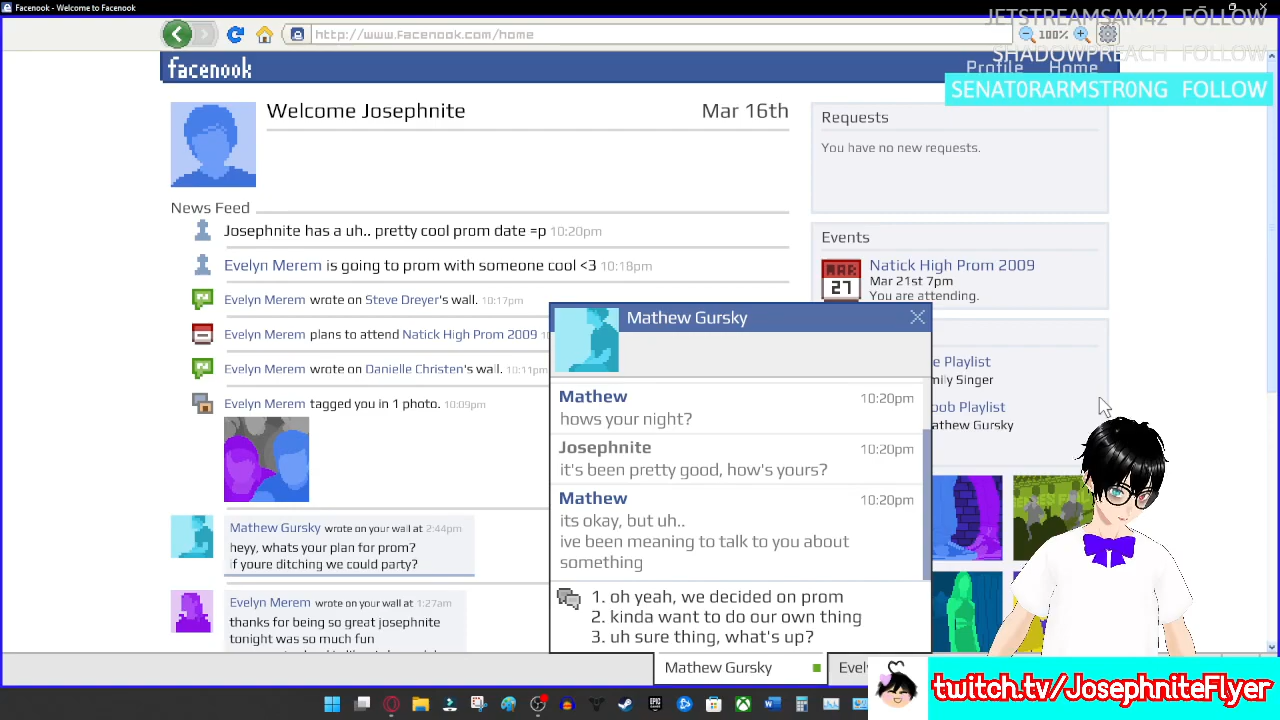 Facenook - Welcome to Facenook
JETSTREAMSAM42 FOLLOW
http://www.facenook.com/home
100%
SHADOWPREACH FOLLOW
facenook
Profile Home
SENAT0RARMSTR0NG FOLLOW
Welcome Josephnite
Mar 16th
Requests
You have no new requests.
News Feed
Josephnite has a uh.. pretty cool prom date =p 10:20pm
Evelyn Merem is going to prom with someone cool <3 10:18pm
Evelyn Merem wrote on Steve Dreyer's wall. 10:17pm
Evelyn Merem plans to attend Natick High Prom 2009 10
Evelyn Merem wrote on Danielle Christen's wall. 10:11pm
Evelyn Merem tagged you in 1 photo. 10:09pm
Mathew Gursky wrote on your wall at 2:44pm
heyy, whats your plan for prom?
if youre ditching we could party?
Evelyn Merem wrote on your wall at 1:27am
thanks for being so great josephnite
tonight was so much fun
Events
MAR
27
Natick High Prom 2009
Mar 21st 7pm
You are attending.
e Playlist
mily Singer
oob Playlist
athew Gursky
Mathew Gursky
Mathew 10:20pm
hows your night?
Josephnite 10:20pm
it's been pretty good, how's yours?
Mathew 10:20pm
its okay, but uh..
ive been meaning to talk to you about
something
1. oh yeah, we decided on prom
2. kinda want to do our own thing
3. uh sure thing, what's up?
Mathew Gursky
Eve
twitch.tv/JosephniteFlyer